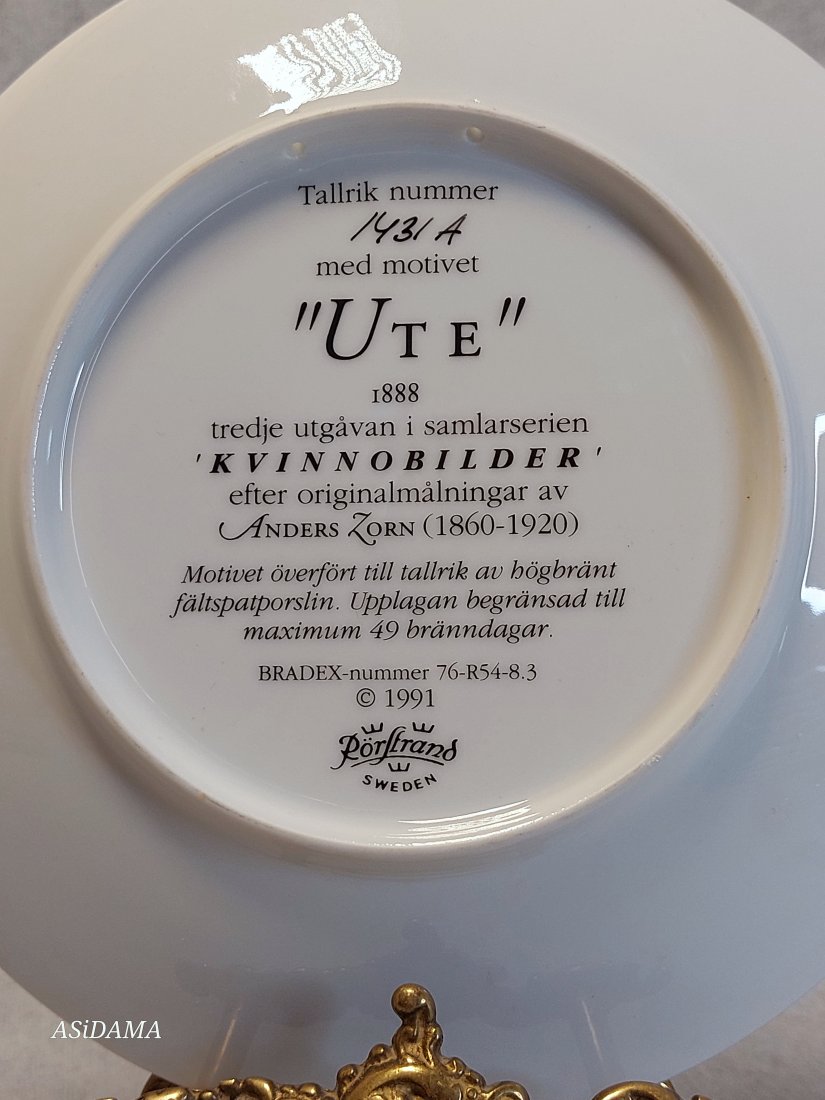 Tallrik nummer
1431 A
med motivet
"UTE"
1888
tredje utgåvan i samlarserien
'KVINNOBILDER'
efter originalmålningar av
ANDERS ZORN (1860-1920)
Motivet överfört till tallrik av högbränt
fältspatporslin. Upplagan begränsad till
maximum 49 bränndagar.
BRADEX-nummer 76-R54-8.3
© 1991
Rörstrand
SWEDEN
ASiDAMA